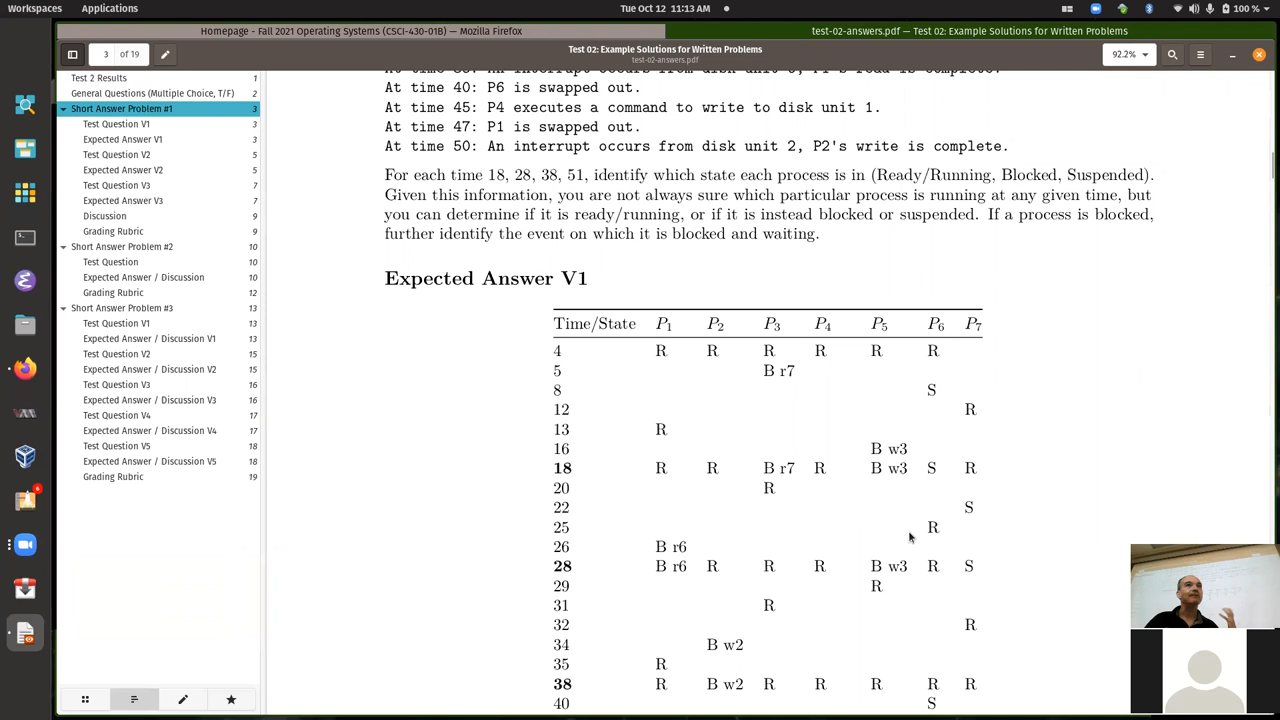 Workspaces Applications Tue Oct 12 11:13 AM 100 %
Homepage - Fall 2021 Operating Systems (CSCI-430-01B) — Mozilla Firefox test-02-answers.pdf — Test 02: Example Solutions for Written Problems
3 of 19 Test 02: Example Solutions for Written Problems 92.2%
test-02-answers.pdf
Test 2 Results 1
General Questions (Multiple Choice, T/F) 2
Short Answer Problem #1 3
Test Question V1 3
Expected Answer V1 3
Test Question V2 5
Expected Answer V2 5
Test Question V3 7
Expected Answer V3 7
Discussion 9
Grading Rubric 9
Short Answer Problem #2 10
Test Question 10
Expected Answer / Discussion 10
Grading Rubric 12
Short Answer Problem #3 13
Test Question V1 13
Expected Answer / Discussion V1 13
Test Question V2 15
Expected Answer / Discussion V2 15
Test Question V3 16
Expected Answer / Discussion V3 16
Test Question V4 17
Expected Answer / Discussion V4 17
Test Question V5 18
Expected Answer / Discussion V5 18
Grading Rubric 19
At time 40: P6 is swapped out.
At time 45: P4 executes a command to write to disk unit 1.
At time 47: P1 is swapped out.
At time 50: An interrupt occurs from disk unit 2, P2's write is complete.
For each time 18, 28, 38, 51, identify which state each process is in (Ready/Running, Blocked, Suspended).
Given this information, you are not always sure which particular process is running at any given time, but
you can determine if it is ready/running, or if it is instead blocked or suspended. If a process is blocked,
further identify the event on which it is blocked and waiting.
Expected Answer V1
Time/State P1 P2 P3 P4 P5 P6 P7
4 R R R R R R
5 B r7
8 S
12 R
13 R
16 B w3
18 R R B r7 R B w3 S R
20 R
22 S
25 R
26 B r6
28 B r6 R R R B w3 R S
29 R
31 R
32 R
34 B w2
35 R
38 R B w2 R R R R R
40 S